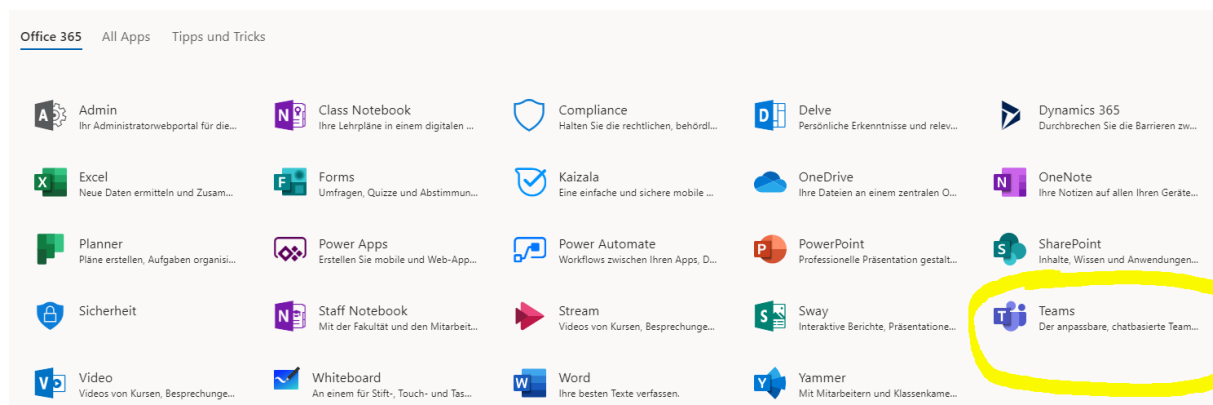 Office 365 All Apps Tipps und Tricks
Admin
Ihr Administratorwebportal für die...
Class Notebook
Ihre Lehrpläne in einem digitalen ...
Compliance
Halten Sie die rechtlichen, behördl...
Delve
Persönliche Erkenntnisse und relev...
Dynamics 365
Durchbrechen Sie die Barrieren zw...
Excel
Neue Daten ermitteln und Zusam...
Forms
Umfragen, Quizze und Abstimmun...
Kaizala
Eine einfache und sichere mobile ...
OneDrive
Ihre Dateien an einem zentralen O...
OneNote
Ihre Notizen auf allen Ihren Geräte...
Planner
Pläne erstellen, Aufgaben organisi...
Power Apps
Erstellen Sie mobile und Web-App...
Power Automate
Workflows zwischen Ihren Apps, D...
PowerPoint
Professionelle Präsentation gestalt...
SharePoint
Inhalte, Wissen und Anwendungen...
Sicherheit
Staff Notebook
Mit der Fakultät und den Mitarbeit...
Stream
Videos von Kursen, Besprechunge...
Sway
Interaktive Berichte, Präsentatione...
Teams
Der anpassbare, chatbasierte Team...
Video
Videos von Kursen, Besprechunge...
Whiteboard
An einem für Stift-, Touch- und Tas...
Word
Ihre besten Texte verfassen.
Yammer
Mit Mitarbeitern und Klassenkame...